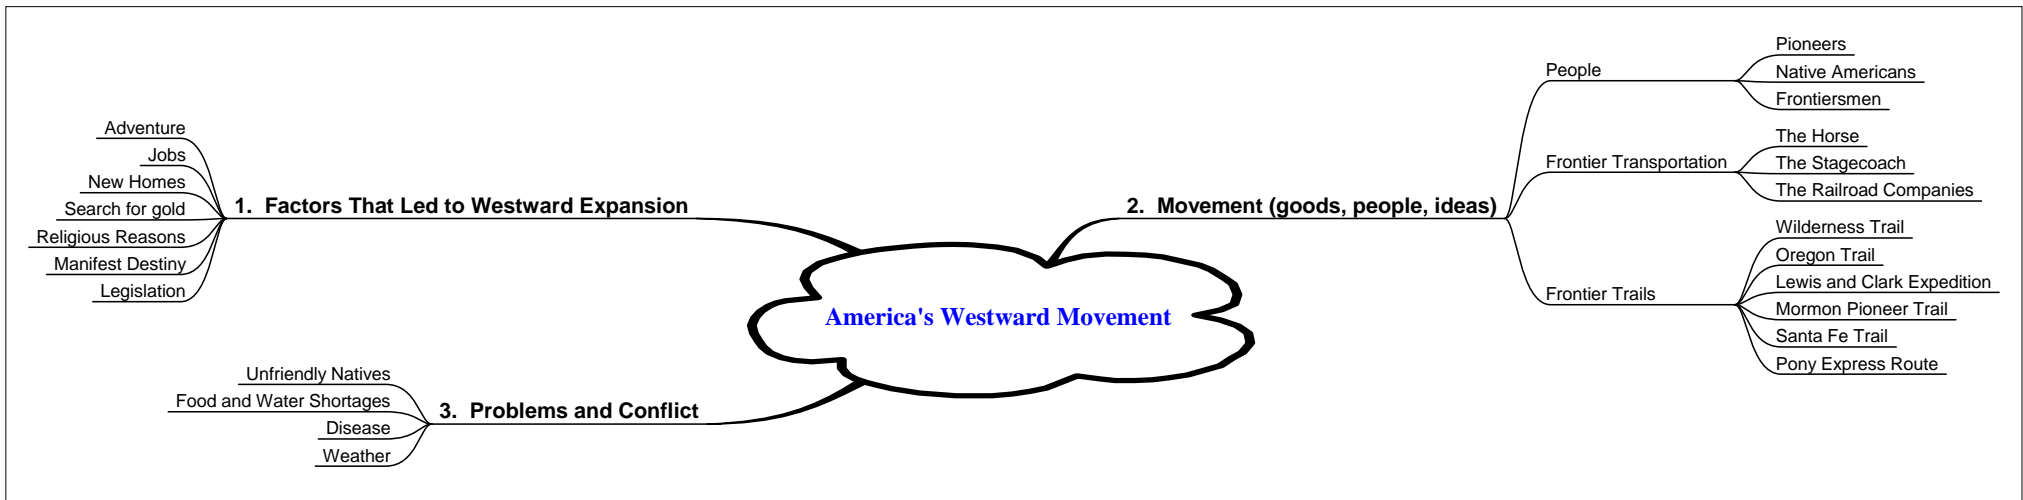 America's Westward Movement
1.  Factors That Led to Westward Expansion
Adventure
Jobs
New Homes
Search for gold
Religious Reasons
Manifest Destiny
Legislation
2.  Movement (goods, people, ideas)
People
Pioneers
Native Americans
Frontiersmen
Frontier Transportation
The Horse
The Stagecoach
The Railroad Companies
Frontier Trails
Wilderness Trail
Oregon Trail
Lewis and Clark Expedition
Mormon Pioneer Trail
Santa Fe Trail
Pony Express Route
3.  Problems and Conflict
Unfriendly Natives
Food and Water Shortages
Disease
Weather